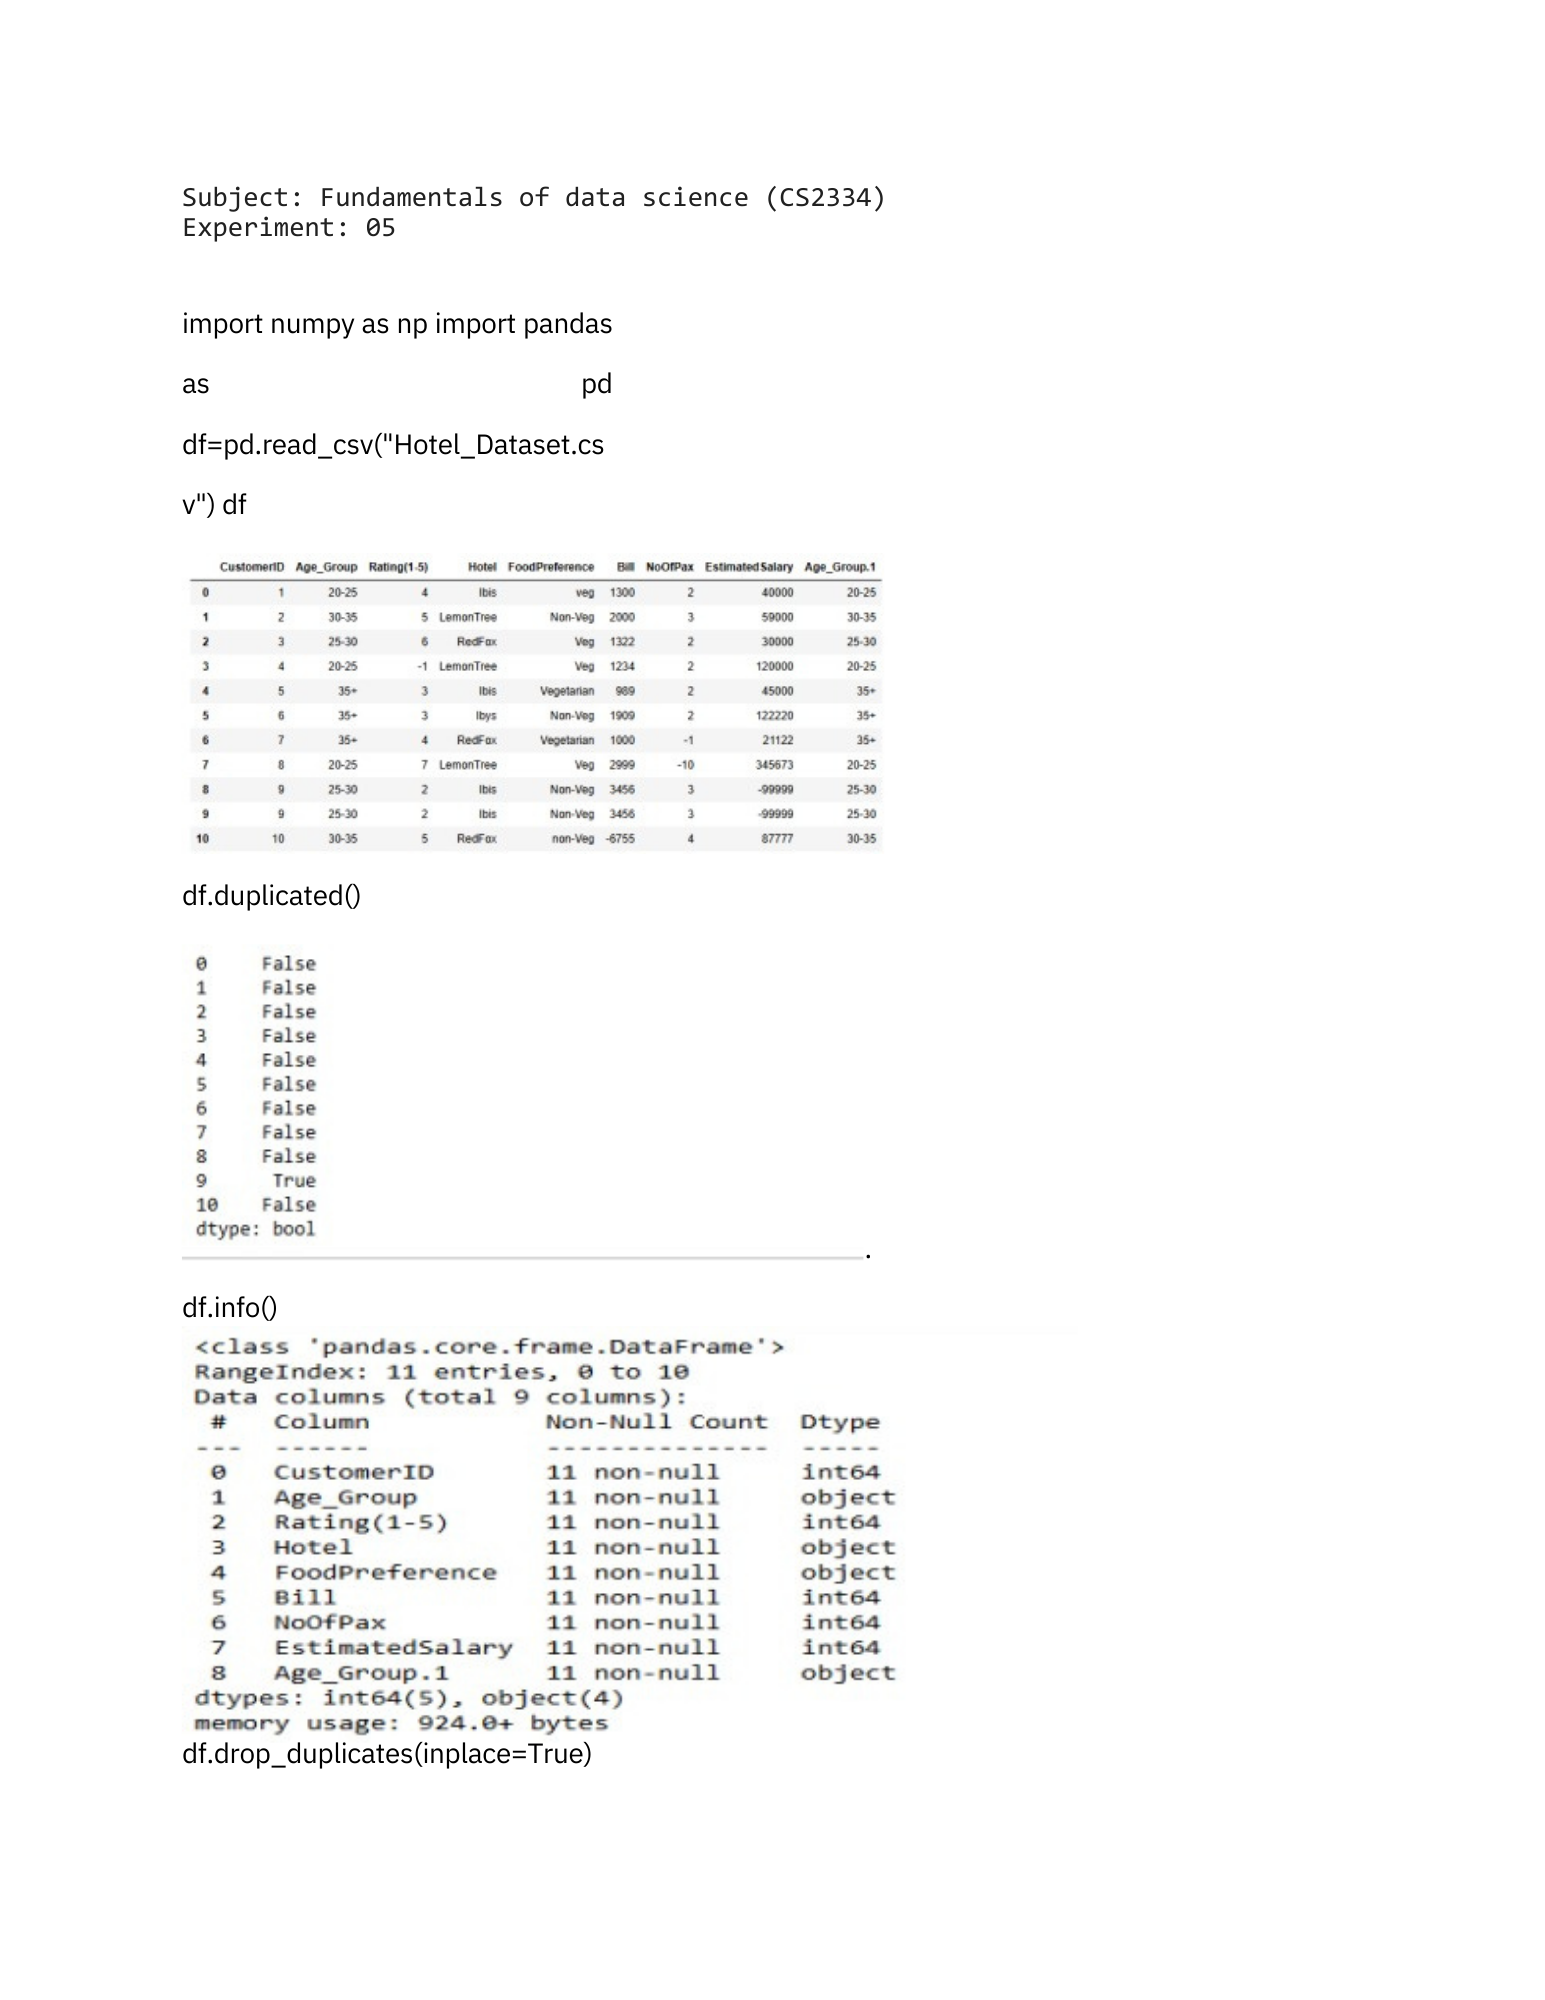 Subject: Fundamentals of data science (CS2334)
Experiment: 05
import numpy as np import pandas
as pd
df=pd.read_csv("Hotel_Dataset.cs
v") df
CustomerID Age_Group Rating(1-5) Hotel FoodPreference Bill NoOfPax EstimatedSalary Age_Group.1
0 1 20-25 4 Ibis veg 1300 2 40000 20-25
1 2 30-35 5 LemonTree Non-Veg 2000 3 59000 30-35
2 3 25-30 6 RedFox Veg 1322 2 30000 25-30
3 4 20-25 -1 LemonTree Veg 1234 2 120000 20-25
4 5 35+ 3 Ibis Vegetarian 989 2 45000 35+
5 6 35+ 3 Ibys Non-Veg 1909 2 122220 35+
6 7 35+ 4 RedFox Vegetarian 1000 -1 21122 35+
7 8 20-25 7 LemonTree Veg 2999 -10 345673 20-25
8 9 25-30 2 Ibis Non-Veg 3456 3 -99999 25-30
9 9 25-30 2 Ibis Non-Veg 3456 3 -99999 25-30
10 10 30-35 5 RedFox non-Veg -6755 4 87777 30-35
df.duplicated()
0 False
1 False
2 False
3 False
4 False
5 False
6 False
7 False
8 False
9 True
10 False
dtype: bool
.
df.info()
<class 'pandas.core.frame.DataFrame'>
RangeIndex: 11 entries, 0 to 10
Data columns (total 9 columns):
# Column Non-Null Count Dtype
--- ------ -------------- -----
0 CustomerID 11 non-null int64
1 Age_Group 11 non-null object
2 Rating(1-5) 11 non-null int64
3 Hotel 11 non-null object
4 FoodPreference 11 non-null object
5 Bill 11 non-null int64
6 NoOfPax 11 non-null int64
7 EstimatedSalary 11 non-null int64
8 Age_Group.1 11 non-null object
dtypes: int64(5), object(4)
memory usage: 924.0+ bytes
df.drop_duplicates(inplace=True)